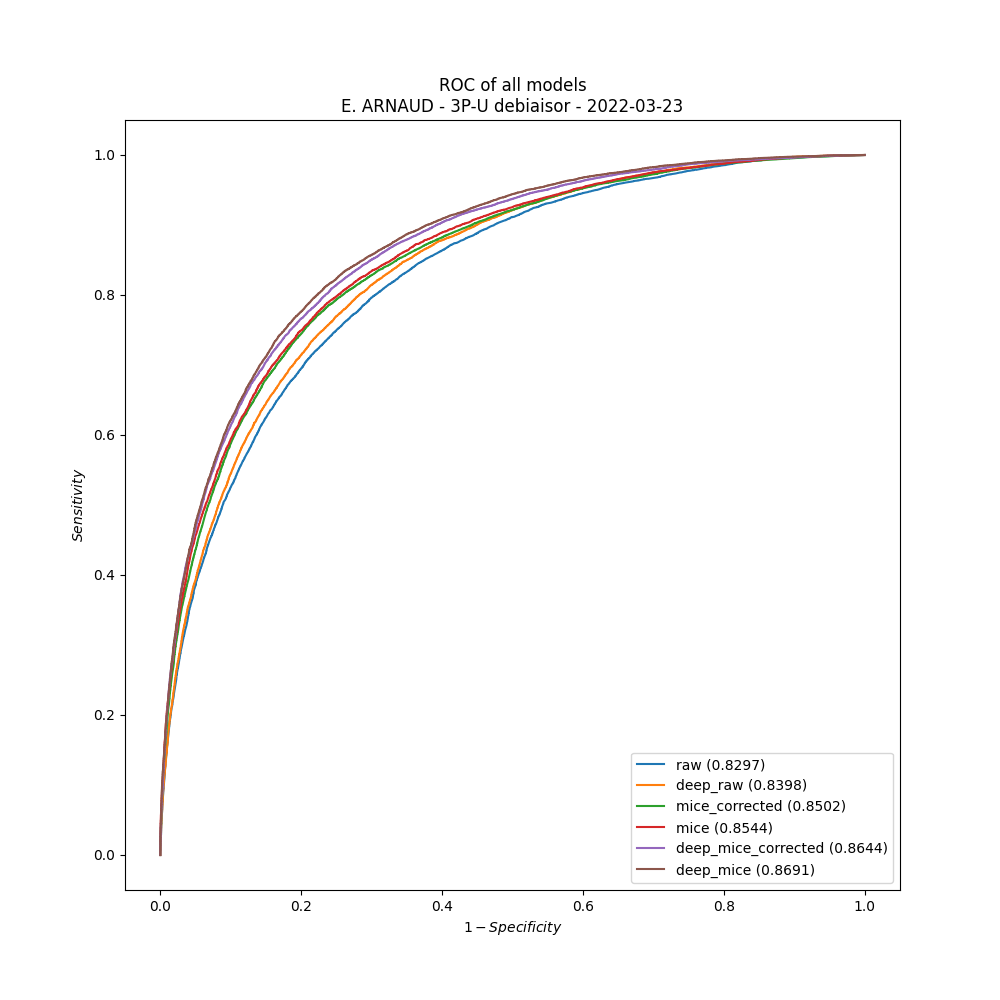 ROC of all models
E. ARNAUD - 3P-U debiaisor - 2022-03-23
1.0
0.8
0.6
0.4
0.2
0.0
Sensitivity
raw (0.8297)
deep_raw (0.8398)
mice_corrected (0.8502)
mice (0.8544)
deep_mice_corrected (0.8644)
deep_mice (0.8691)
0.0 0.2 0.4 0.6 0.8 1.0
1 − Specificity